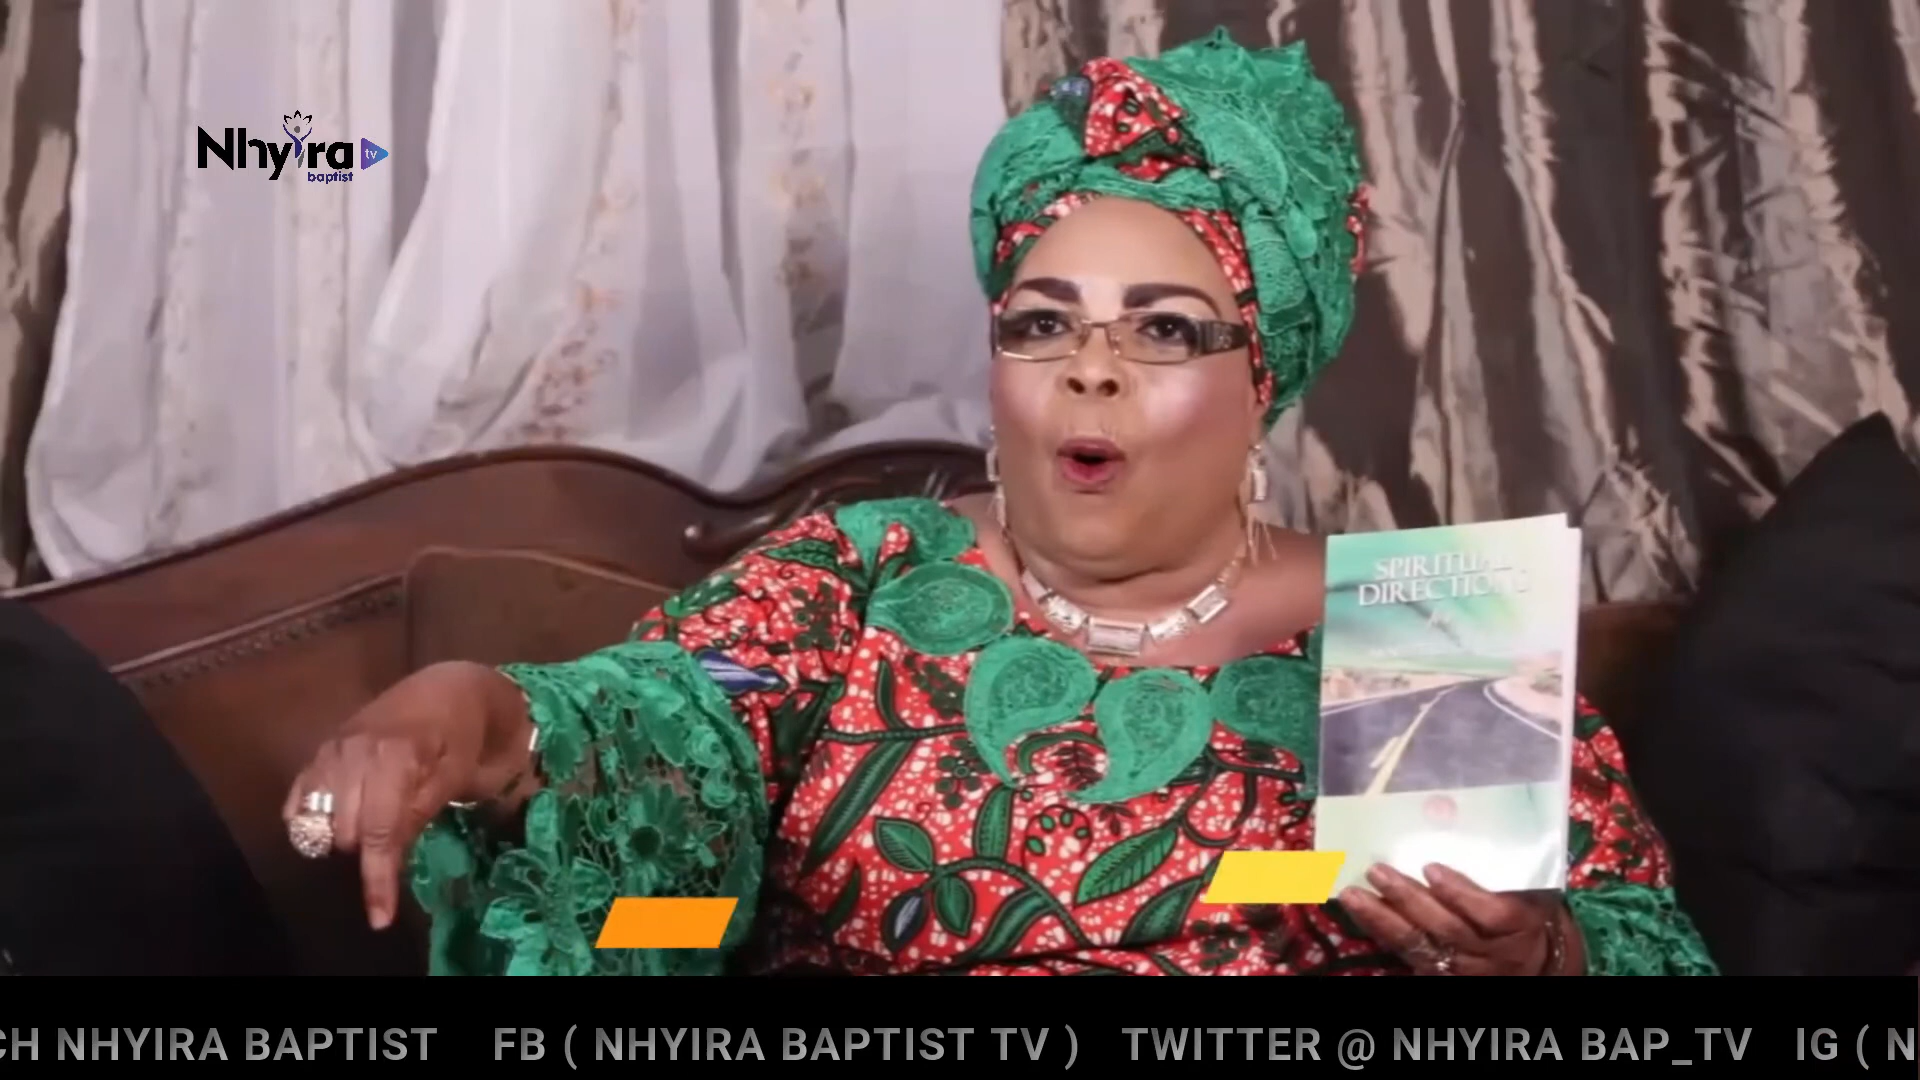 Nhyira
tv
baptist
SPIRITUAL
DIRECTIONS
CH NHYIRA BAPTIST FB ( NHYIRA BAPTIST TV ) TWITTER @ NHYIRA BAP_TV IG ( N